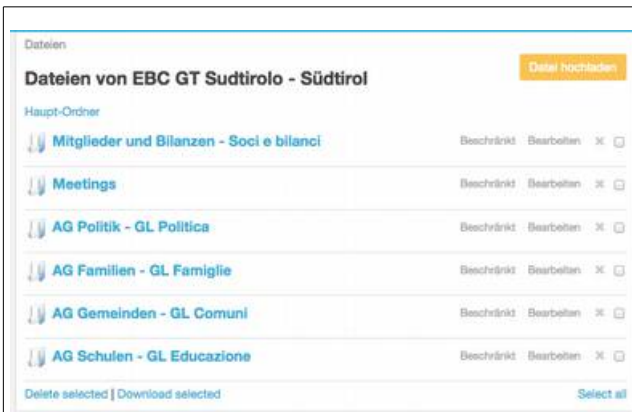 Dateien
Datei hochladen
Dateien von EBC GT Sudtirolo - Südtirol
Haupt-Ordner
Mitglieder und Bilanzen - Soci e bilanci Beschränkt Bearbeiten
Meetings Beschränkt Bearbeiten
AG Politik - GL Politica Beschränkt Bearbeiten
AG Familien - GL Famiglie Beschränkt Bearbeiten
AG Gemeinden - GL Comuni Beschränkt Bearbeiten
AG Schulen - GL Educazione Beschränkt Bearbeiten
Delete selected | Download selected Select all